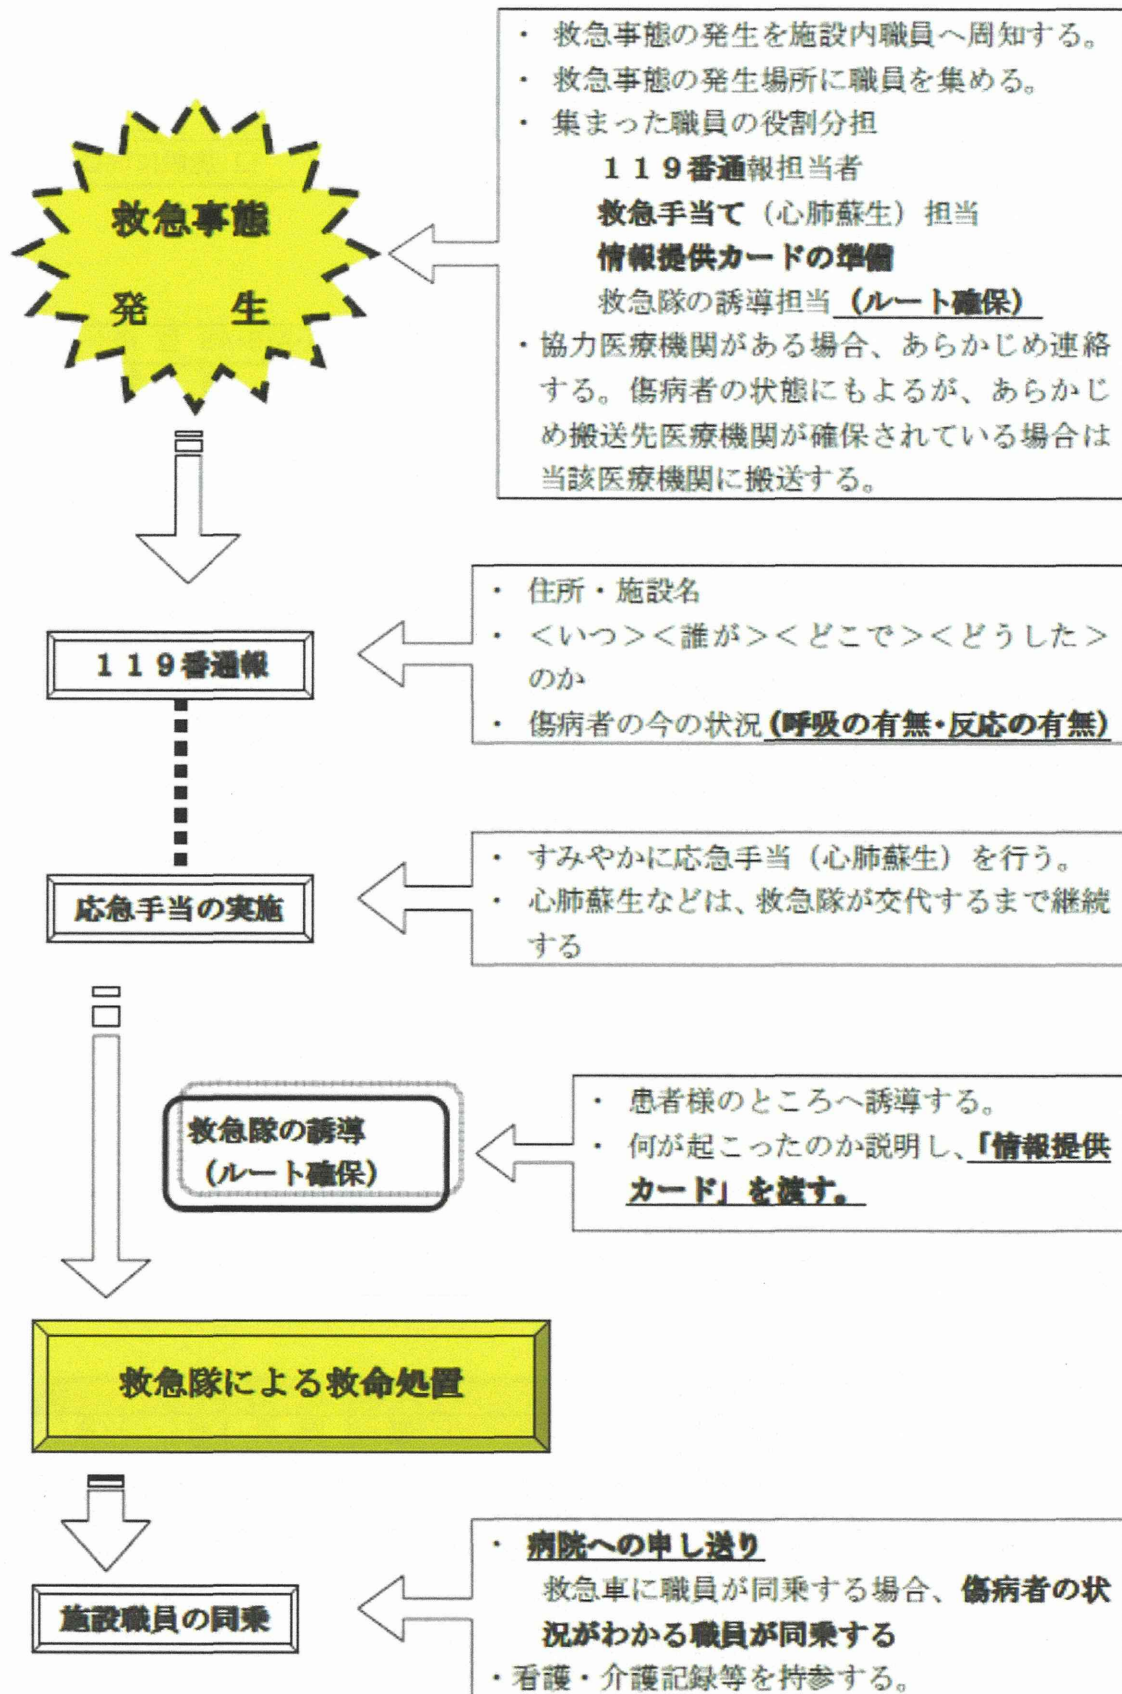 ・ 救急事態の発生を施設内職員へ周知する。
・ 救急事態の発生場所に職員を集める。
・ 集まった職員の役割分担
１１９番通報担当者
救急手当て（心肺蘇生）担当
情報提供カードの準備
救急隊の誘導担当（ルート確保）
・協力医療機関がある場合、あらかじめ連絡
する。傷病者の状態にもよるが、あらかじ
め搬送先医療機関が確保されている場合は
当該医療機関に搬送する。
救急事態
発　生
・ 住所・施設名
・ ＜いつ＞＜誰が＞＜どこで＞＜どうした＞
のか
・ 傷病者の今の状況（呼吸の有無・反応の有無）
１１９番通報
・ すみやかに応急手当（心肺蘇生）を行う。
・ 心肺蘇生などは、救急隊が交代するまで継続
する
応急手当の実施
・ 患者様のところへ誘導する。
・ 何が起こったのか説明し、「情報提供
カード」を渡す。
救急隊の誘導
（ルート確保）
救急隊による救命処置
・ 病院への申し送り
救急車に職員が同乗する場合、傷病者の状
況がわかる職員が同乗する
・看護・介護記録等を持参する。
施設職員の同乗